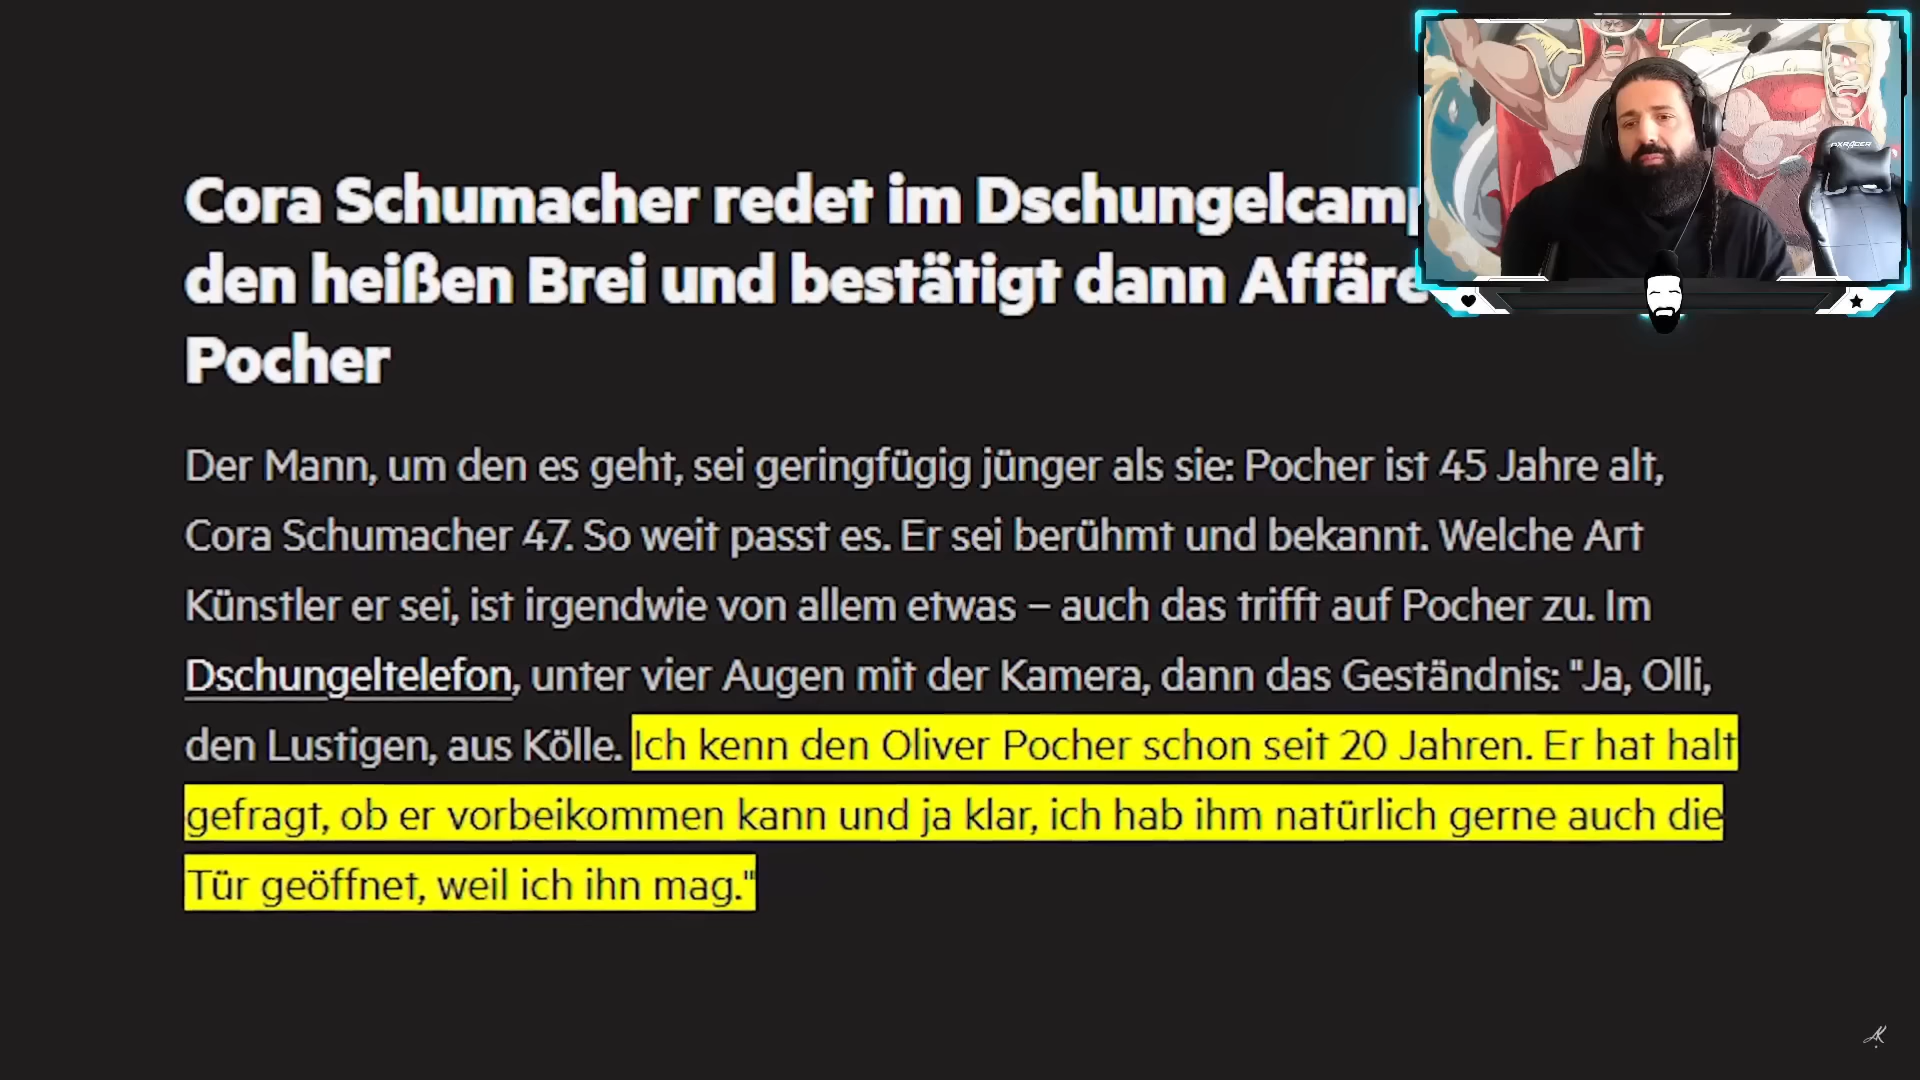 Cora Schumacher redet im Dschungelcamp
den heißen Brei und bestätigt dann Affäre
Pocher
Der Mann, um den es geht, sei geringfügig jünger als sie: Pocher ist 45 Jahre alt,
Cora Schumacher 47. So weit passt es. Er sei berühmt und bekannt. Welche Art
Künstler er sei, ist irgendwie von allem etwas – auch das trifft auf Pocher zu. Im
Dschungeltelefon, unter vier Augen mit der Kamera, dann das Geständnis: "Ja, Olli,
den Lustigen, aus Kölle. Ich kenn den Oliver Pocher schon seit 20 Jahren. Er hat halt
gefragt, ob er vorbeikommen kann und ja klar, ich hab ihm natürlich gerne auch die
Tür geöffnet, weil ich ihn mag."
DXRACER